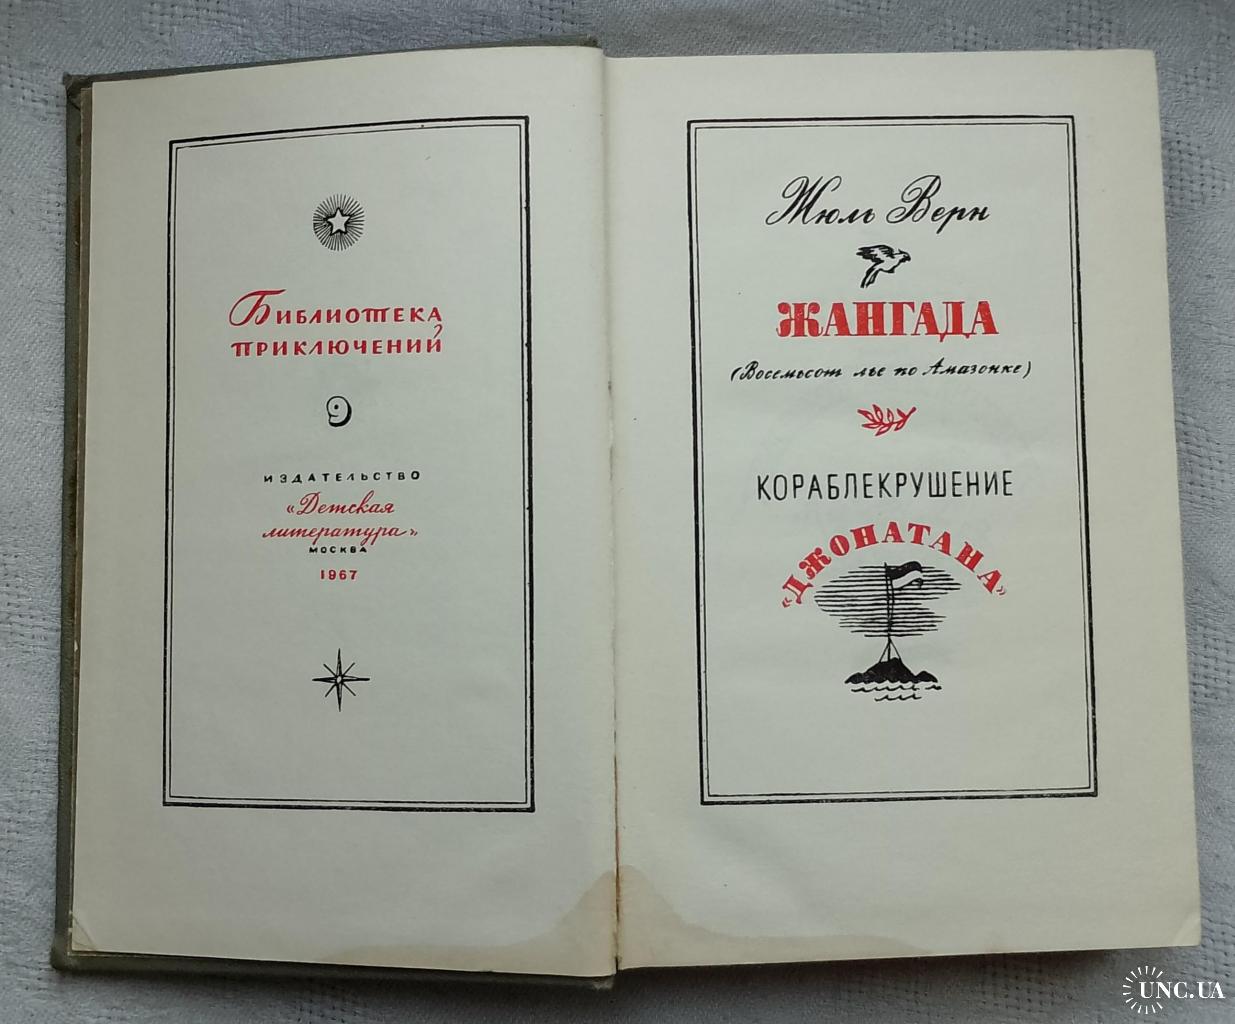 Библиотека
приключений
9
ИЗДАТЕЛЬСТВО
«Детская
литература»
МОСКВА
1967
Жюль Верн
ЖАНГАДА
(Восемьсот лье по Амазонке)
КОРАБЛЕКРУШЕНИЕ
«ДЖОНАТАНА»
UNC.UA